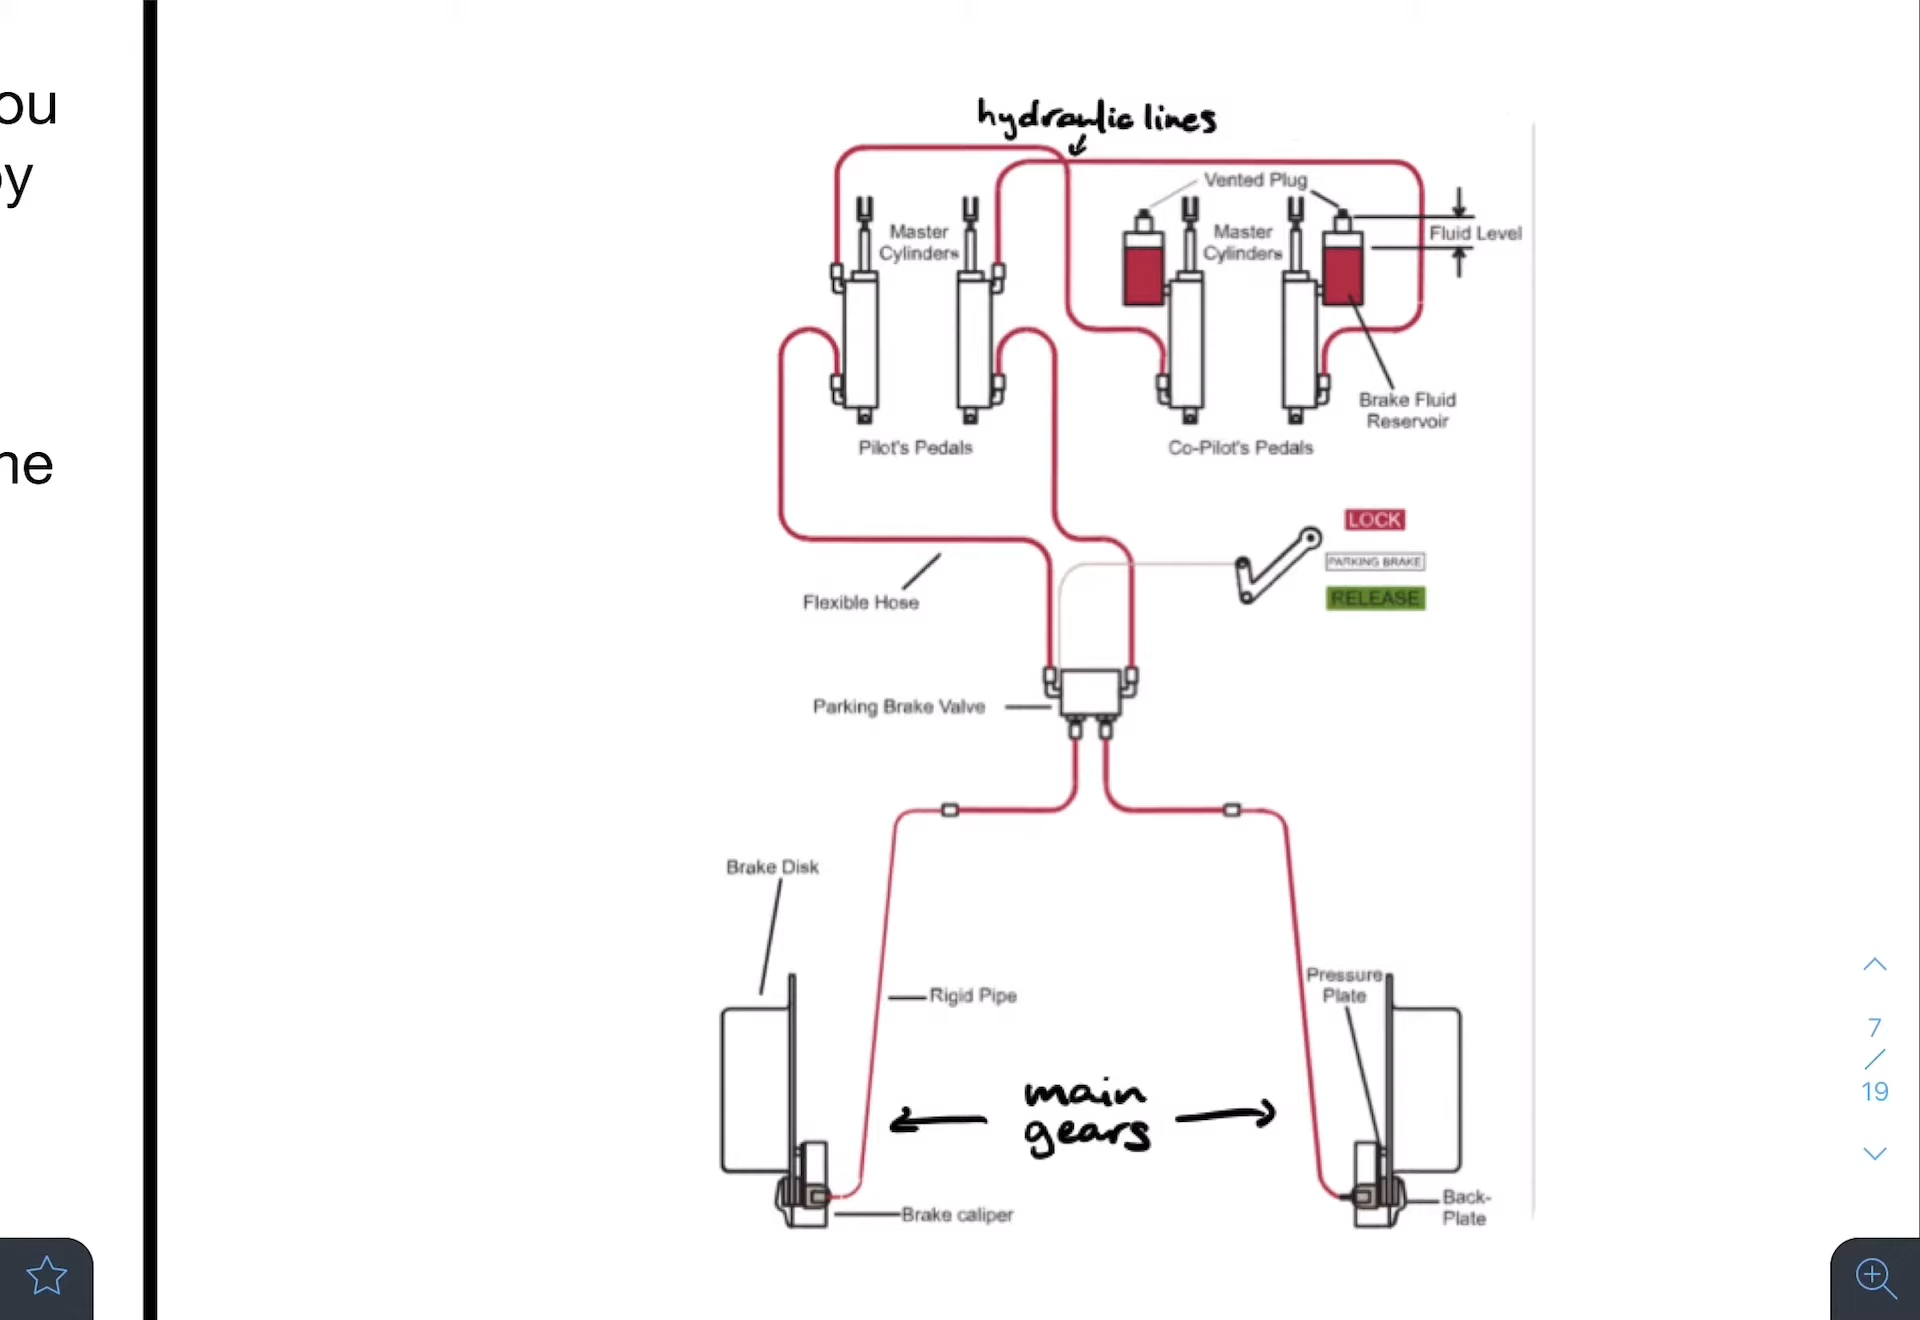 ou
by
ne
hydraulic lines
Vented Plug
Master
Cylinders
Master
Cylinders
Fluid Level
Brake Fluid
Reservoir
Pilot's Pedals
Co-Pilot's Pedals
LOCK
PARKING BRAKE
RELEASE
Flexible Hose
Parking Brake Valve
Brake Disk
Pressure
Plate
Rigid Pipe
main
gears
Back-
Plate
Brake caliper
7
/
19